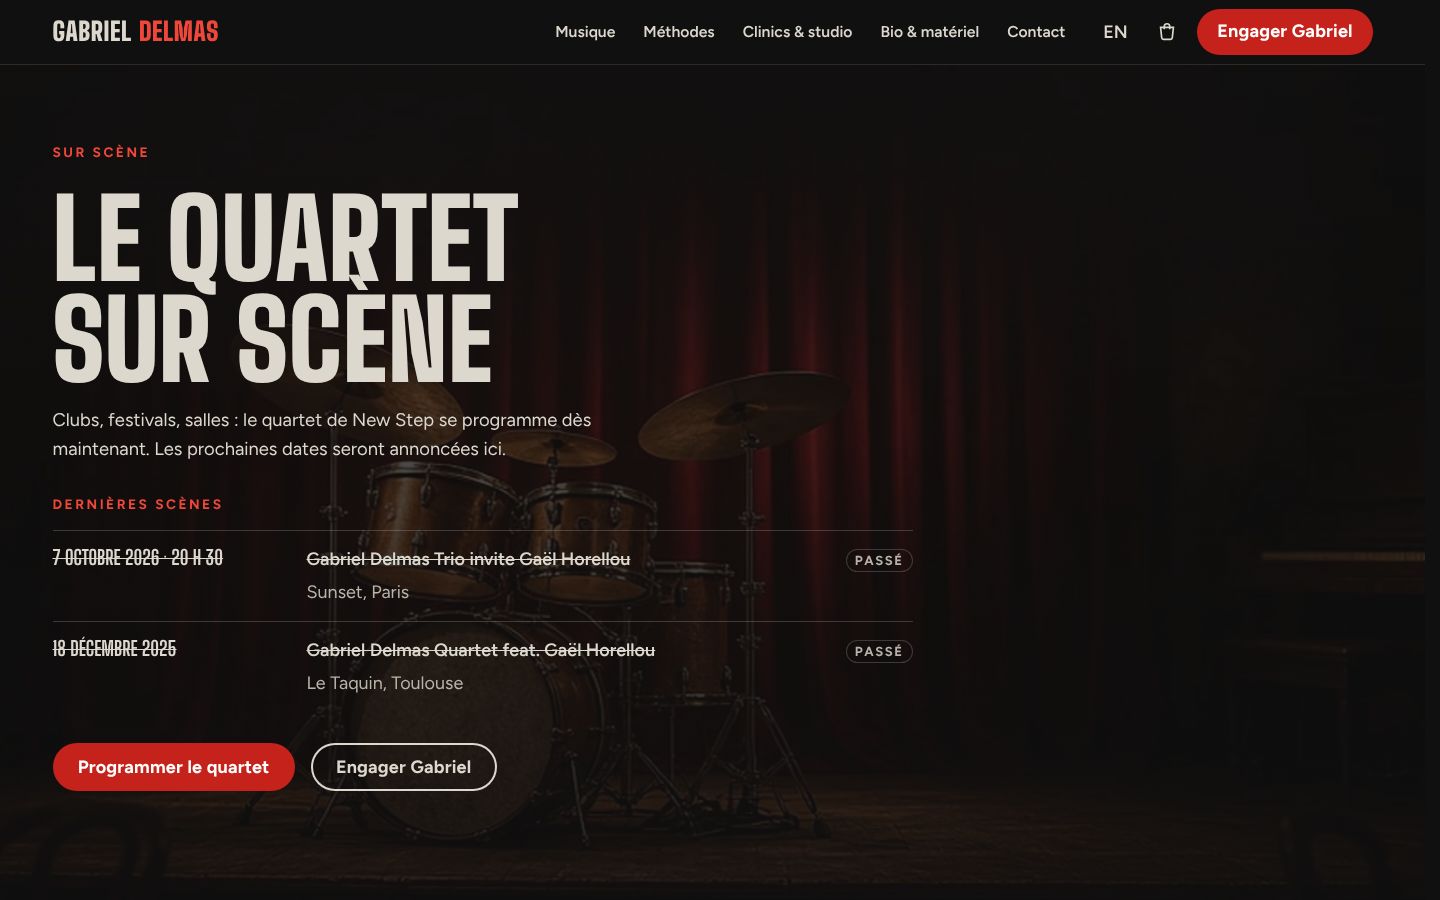 GABRIEL DELMAS
Musique
Méthodes
Clinics & studio
Bio & matériel
Contact
EN
Engager Gabriel
SUR SCÈNE
LE QUARTET
SUR SCÈNE
Clubs, festivals, salles : le quartet de New Step se programme dès
maintenant. Les prochaines dates seront annoncées ici.
DERNIÈRES SCÈNES
7 OCTOBRE 2026 · 20 H 30
Gabriel Delmas Trio invite Gaël Horellou
PASSÉ
Sunset, Paris
18 DÉCEMBRE 2025
Gabriel Delmas Quartet feat. Gaël Horellou
PASSÉ
Le Taquin, Toulouse
Programmer le quartet
Engager Gabriel